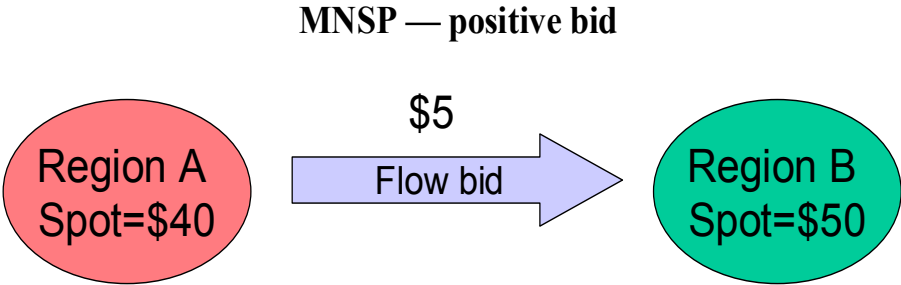 MNSP — positive bid
$5
Region A
Spot=$40
Flow bid
Region B
Spot=$50